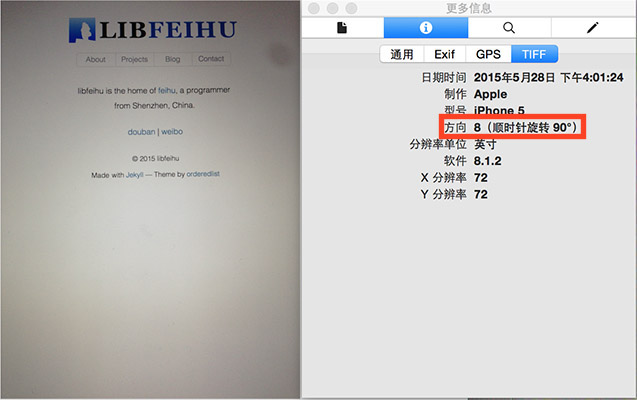 LIBFEIHU
About Projects Blog Contact
libfeihu is the home of feihu, a programmer
from Shenzhen, China.
douban | weibo
© 2015 libfeihu
Made with Jekyll — Theme by orderedlist
更多信息
通用 Exif GPS TIFF
日期时间 2015年5月28日 下午4:01:24
制作 Apple
型号 iPhone 5
方向 8（顺时针旋转 90°）
分辨率单位 英寸
软件 8.1.2
X 分辨率 72
Y 分辨率 72